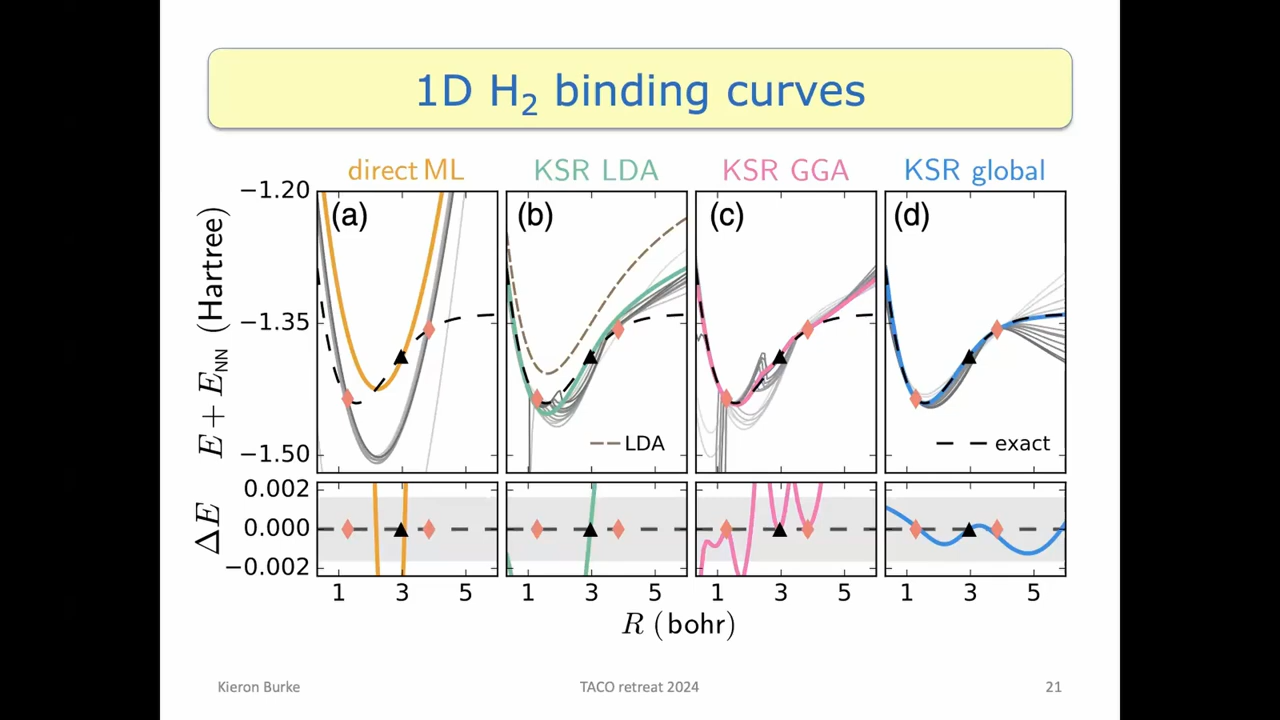 1D H₂ binding curves
direct ML KSR LDA KSR GGA KSR global
(a) (b) (c) (d)
E + E_NN (Hartree)
−1.20
−1.35
−1.50
LDA exact
ΔE
0.002
0.000
−0.002
1 3 5 1 3 5 1 3 5 1 3 5
R (bohr)
Kieron Burke TACO retreat 2024 21